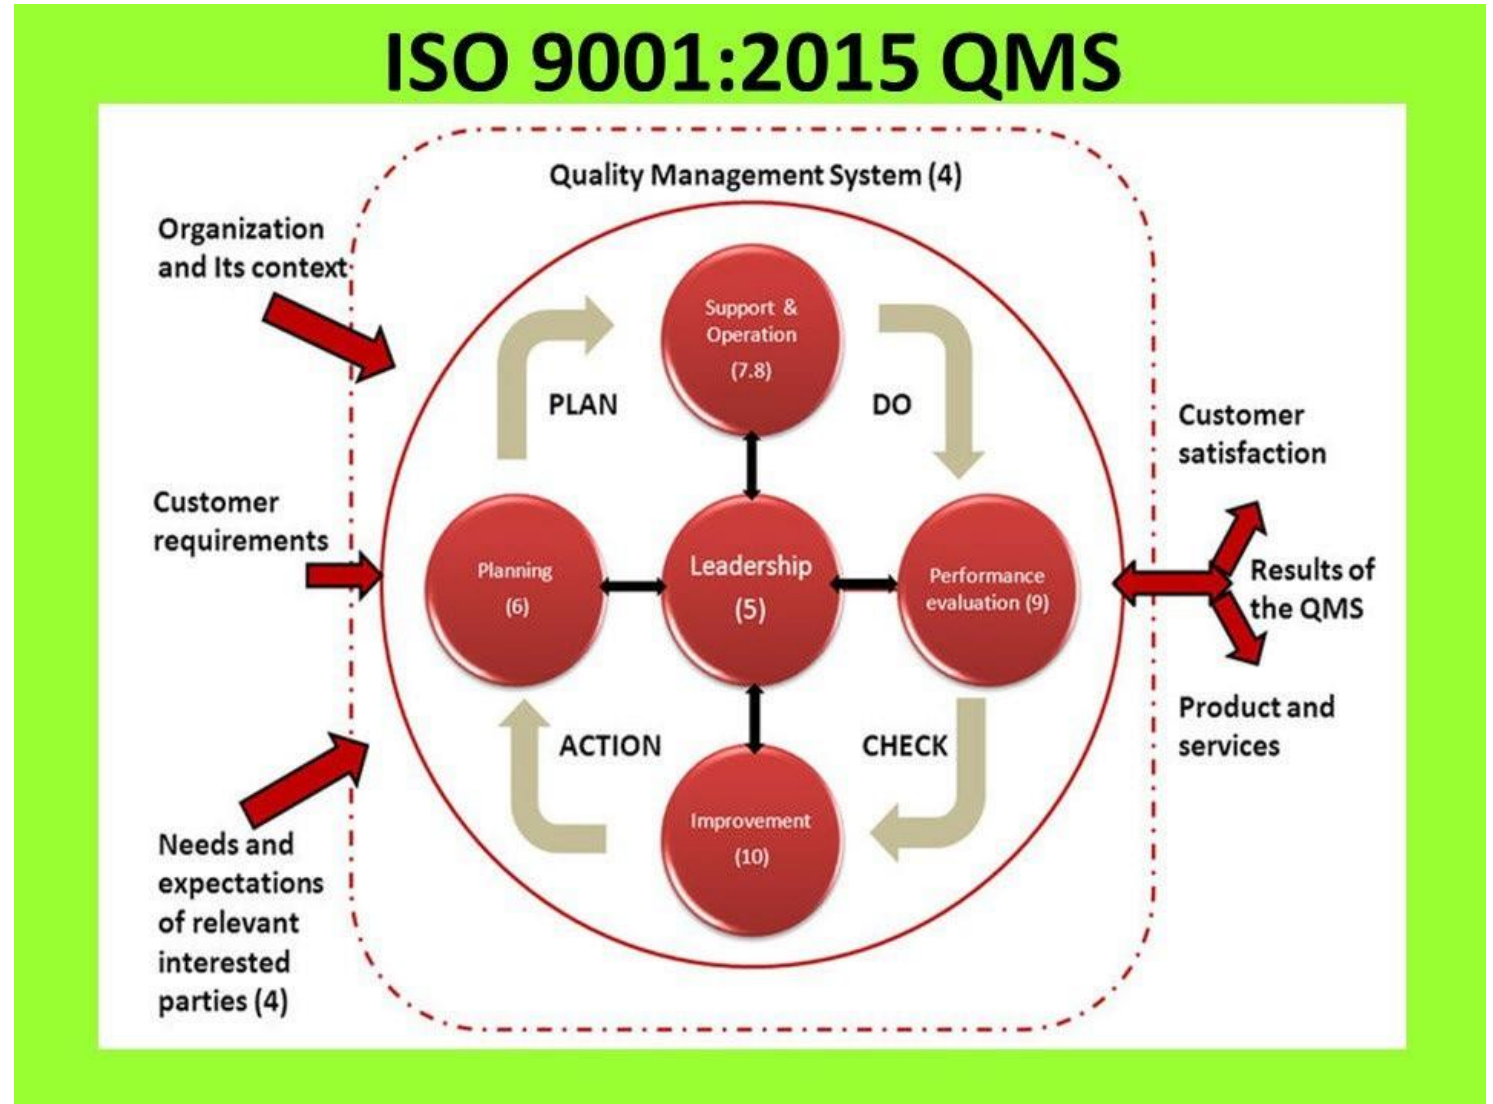 ISO 9001:2015 QMS
Quality Management System (4)
Organization
and Its context
Support &
Operation
(7.8)
PLAN
DO
Customer
satisfaction
Customer
requirements
Planning
(6)
Leadership
(5)
Performance
evaluation (9)
Results of
the QMS
ACTION
CHECK
Product and
services
Improvement
(10)
Needs and
expectations
of relevant
interested
parties (4)